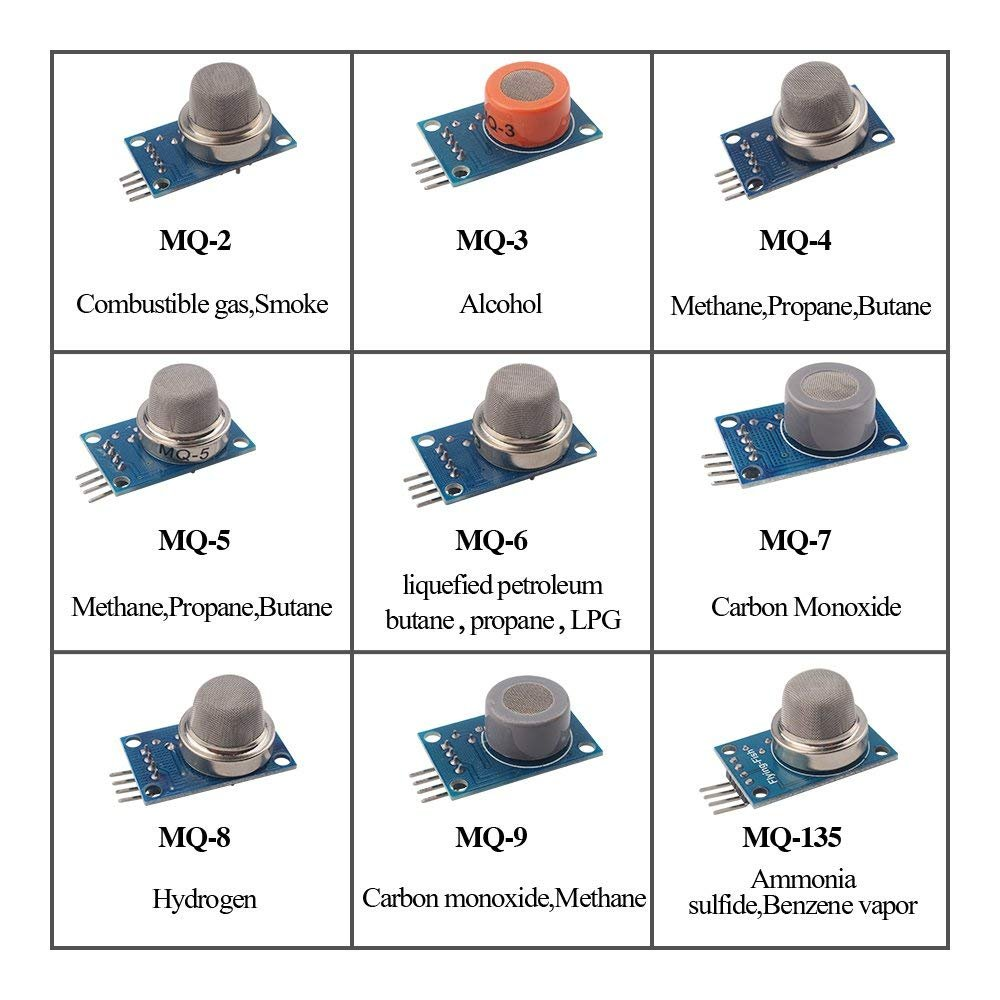 Q-3
MQ-2
MQ-3
MQ-4
Combustible gas,Smoke
Alcohol
Methane,Propane,Butane
MQ-5
MQ-5
MQ-6
MQ-7
Methane,Propane,Butane
liquefied petroleum
butane , propane , LPG
Carbon Monoxide
Flying-Fish
MQ-8
MQ-9
MQ-135
Hydrogen
Carbon monoxide,Methane
Ammonia
sulfide,Benzene vapor